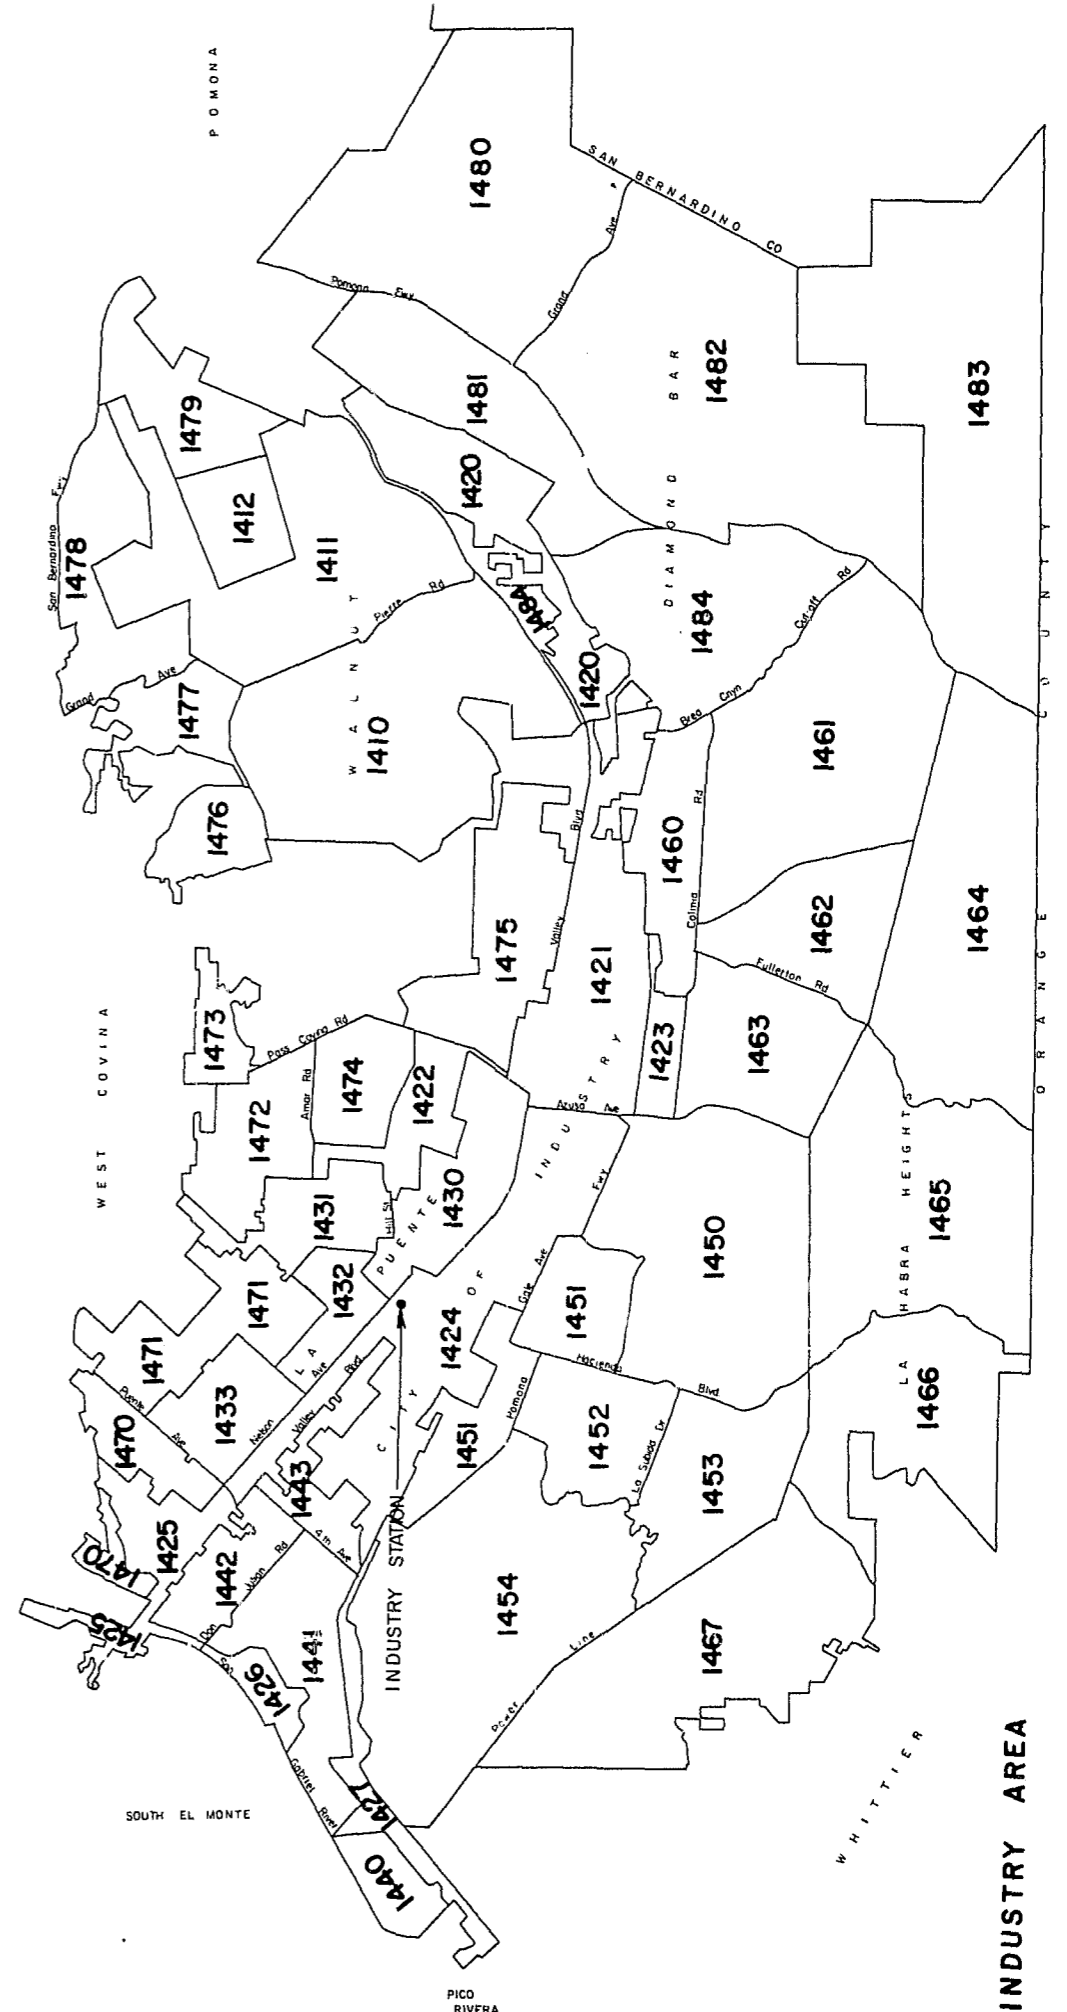 POMONA
SAN BERNARDINO CO
1480
Grand Ave
Pomona Fwy
1479
1481
1482
1483
San Bernardino Fwy
1478
1412
1411
1420
DIAMOND BAR
Pierre Rd
1484
1484
Brea Cnyn Cut-off Rd
Grand Ave
1477
1420
WALNUT
1410
1461
1476
Valley Blvd
1460
Colima Rd
1462
1464
1475
1421
Fullerton Rd
ORANGE COUNTY
WEST COVINA
1473
Pass Covina Rd
1474
Amar Rd
1422
1423
1463
1472
Azusa Ave
1431
Hill St
1430
CITY OF INDUSTRY
Fwy
1450
LA HABRA HEIGHTS
1465
LA PUENTE
1432
1471
1424
Gale Ave
1451
1471
Puente Ave
1433
Nelson Ave
Valley Blvd
Hacienda Blvd
1466
1470
1451
Pomona
1452
La Subida Dr
1453
1443
INDUSTRY STATION
1425
1470
1442
Don Julian Rd
4th Ave
1454
1425
1426
1441
Power Line
1467
San Gabriel River
1427
SOUTH EL MONTE
1440
WHITTIER
PICO
RIVERA
INDUSTRY AREA